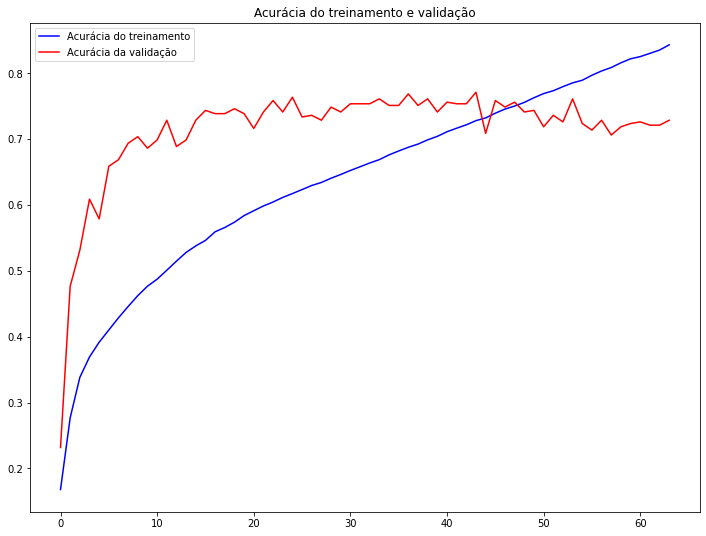 Acurácia do treinamento e validação
Acurácia do treinamento
Acurácia da validação
0.8
0.7
0.6
0.5
0.4
0.3
0.2
0 10 20 30 40 50 60